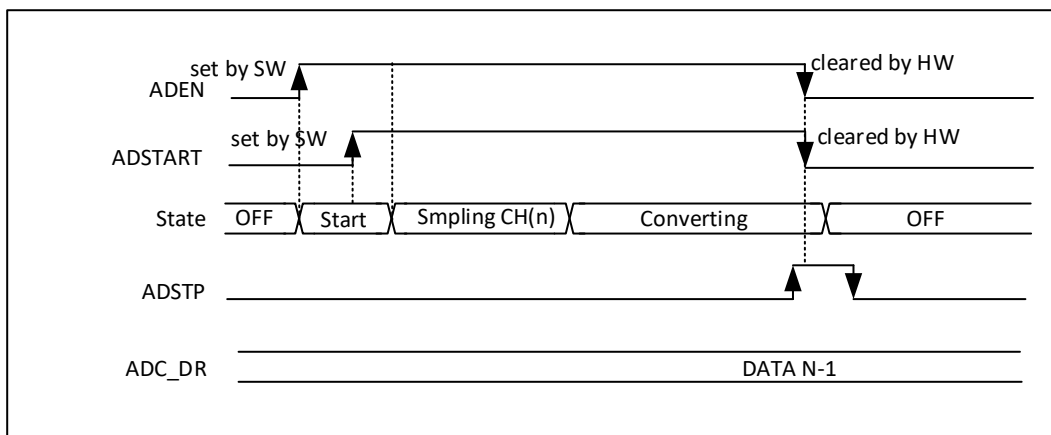 set by SW cleared by HW
ADEN
set by SW cleared by HW
ADSTART
State OFF Start Smpling CH(n) Converting OFF
ADSTP
ADC_DR DATA N-1